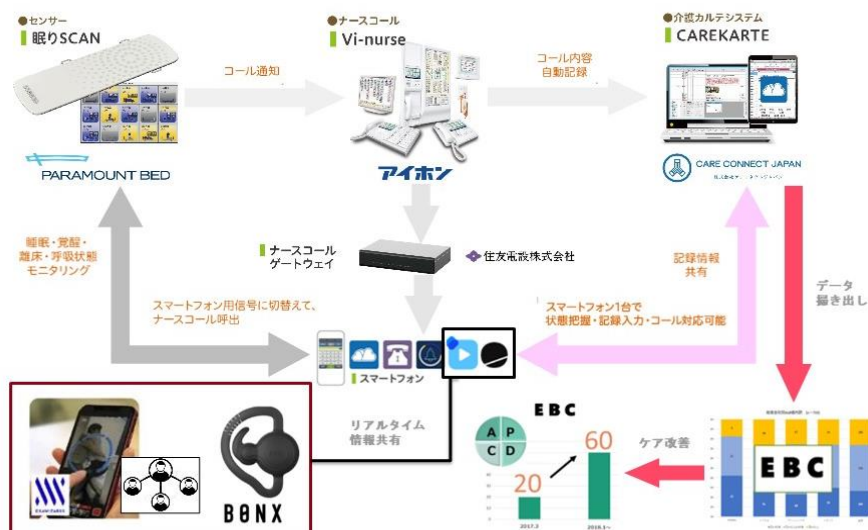 ●センサー
眠りSCAN
●ナースコール
Vi-nurse
●介護カルテシステム
CAREKARTE
コール通知
コール内容
自動記録
PARAMOUNT BED
アイホン
CARE CONNECT JAPAN
睡眠・覚醒・
離床・呼吸状態
モニタリング
ナースコール
ゲートウェイ
住友電設株式会社
記録情報
共有
データ
掃き出し
スマートフォン用信号に切替えて、
ナースコール呼出
スマートフォン1台で
状態把握・記録入力・コール対応可能
スマートフォン
リアルタイム
情報共有
BONX
EBC
A P
C D
20
60
2017.2
2018.1~
ケア改善
EBC